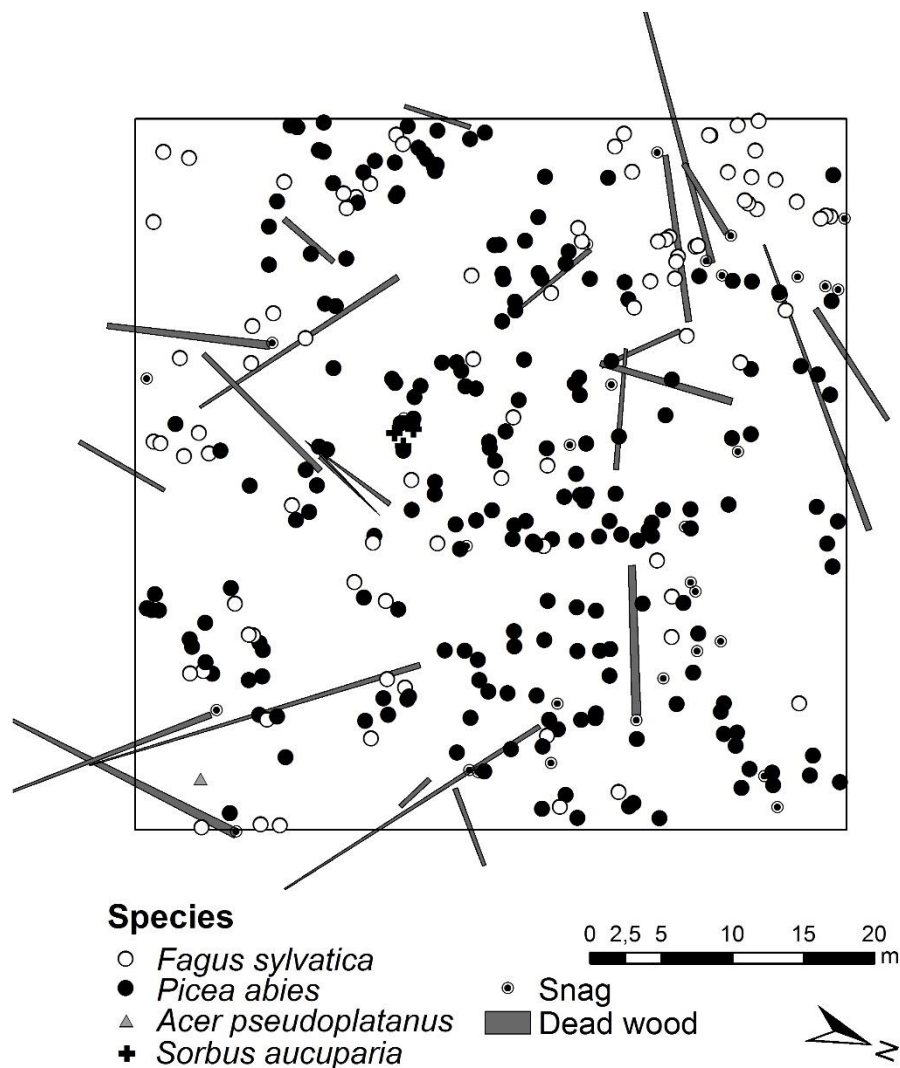 Species
Fagus sylvatica
Picea abies
Acer pseudoplatanus
Sorbus aucuparia
0 2,5 5 10 15 20
m
Snag
Dead wood
N